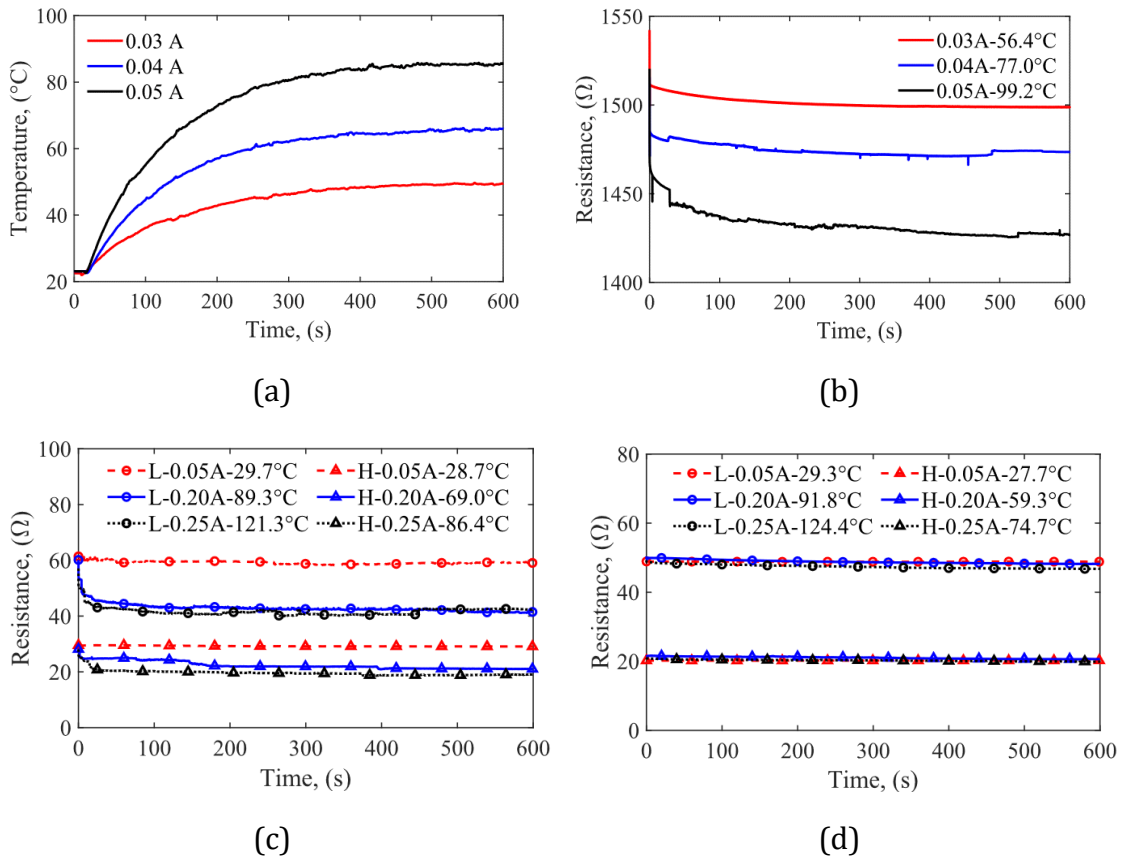 100
80
60
40
20
Temperature, (°C)
0.03 A
0.04 A
0.05 A
0 100 200 300 400 500 600
Time, (s)
(a)
1550
1500
1450
1400
Resistance, (Ω)
0.03A-56.4°C
0.04A-77.0°C
0.05A-99.2°C
0 100 200 300 400 500 600
Time, (s)
(b)
100
80
60
40
20
0
Resistance, (Ω)
L-0.05A-29.7°C H-0.05A-28.7°C
L-0.20A-89.3°C H-0.20A-69.0°C
L-0.25A-121.3°C H-0.25A-86.4°C
0 100 200 300 400 500 600
Time, (s)
(c)
80
60
40
20
0
Resistance, (Ω)
L-0.05A-29.3°C H-0.05A-27.7°C
L-0.20A-91.8°C H-0.20A-59.3°C
L-0.25A-124.4°C H-0.25A-74.7°C
0 100 200 300 400 500 600
Time, (s)
(d)